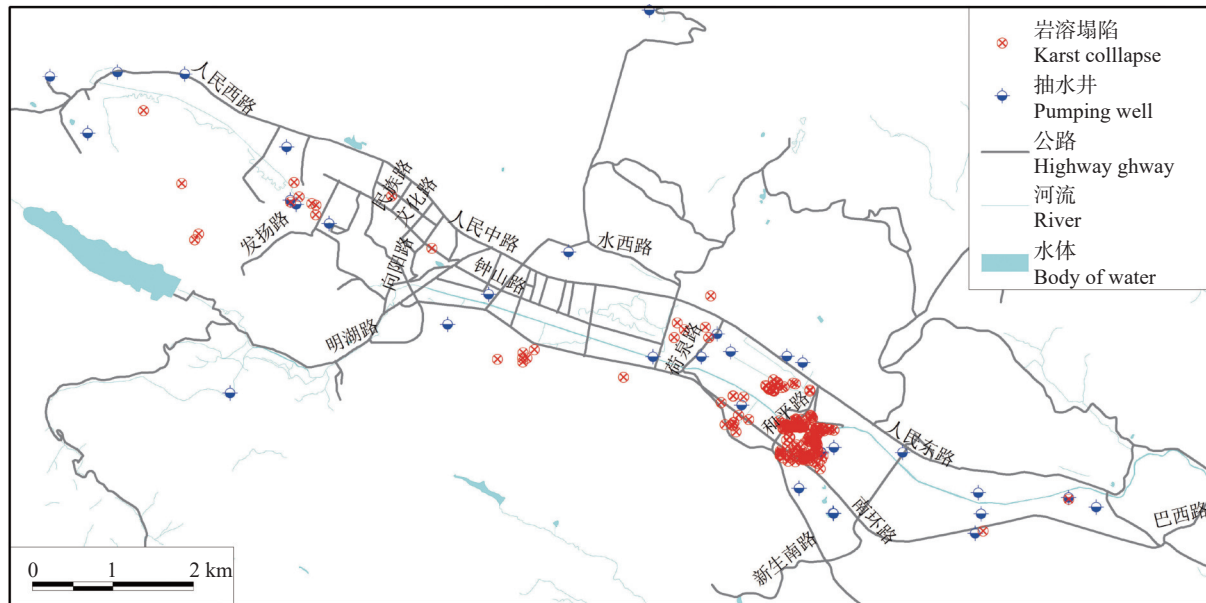 岩溶塌陷
Karst colllapse
抽水井
Pumping well
公路
Highway ghway
河流
River
水体
Body of water
人民西路
民族路
文化路
人民中路
发扬路
向阳路
水西路
钟山路
明湖路
荷泉路
和平路
人民东路
南环路
新生南路
巴西路
0 1 2 km